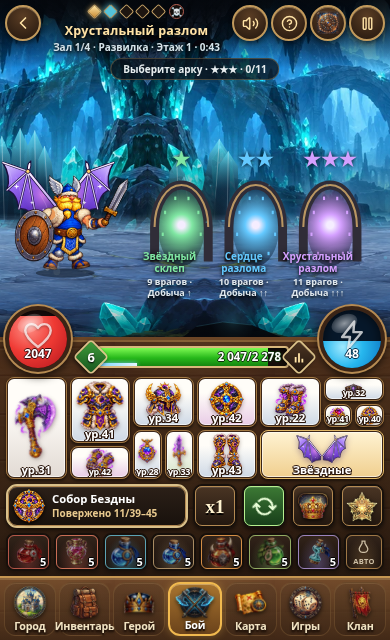 Хрустальный разлом
Зал 1/4 · Развилка · Этаж 1 · 0:43
Выберите арку · ★★★ · 0/11
★
★★
★★★
Звёздный склеп
9 врагов · Добыча ↑
Сердце разлома
10 врагов · Добыча ↑↑
Хрустальный разлом
11 врагов · Добыча ↑↑↑
2047
6
2 047/2 278
48
ур.31
ур.41
ур.42
ур.34
ур.28
ур.33
ур.42
ур.43
ур.22
ур.32
ур.41
ур.40
Звёздные
Собор Бездны
Повержено 11/39–45
x1
5
5
5
5
5
5
5
АВТО
Город
Инвентарь
Герой
Бой
Карта
Игры
Клан